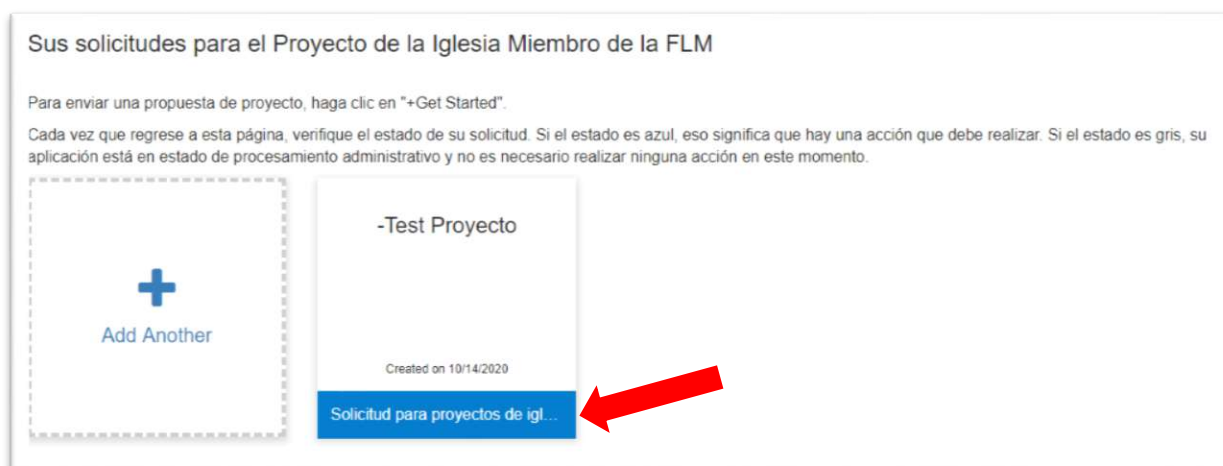 Sus solicitudes para el Proyecto de la Iglesia Miembro de la FLM
Para enviar una propuesta de proyecto, haga clic en "+Get Started".
Cada vez que regrese a esta página, verifique el estado de su solicitud. Si el estado es azul, eso significa que hay una acción que debe realizar. Si el estado es gris, su
aplicación está en estado de procesamiento administrativo y no es necesario realizar ninguna acción en este momento.
-Test Proyecto
Add Another
Created on 10/14/2020
Solicitud para proyectos de igl...